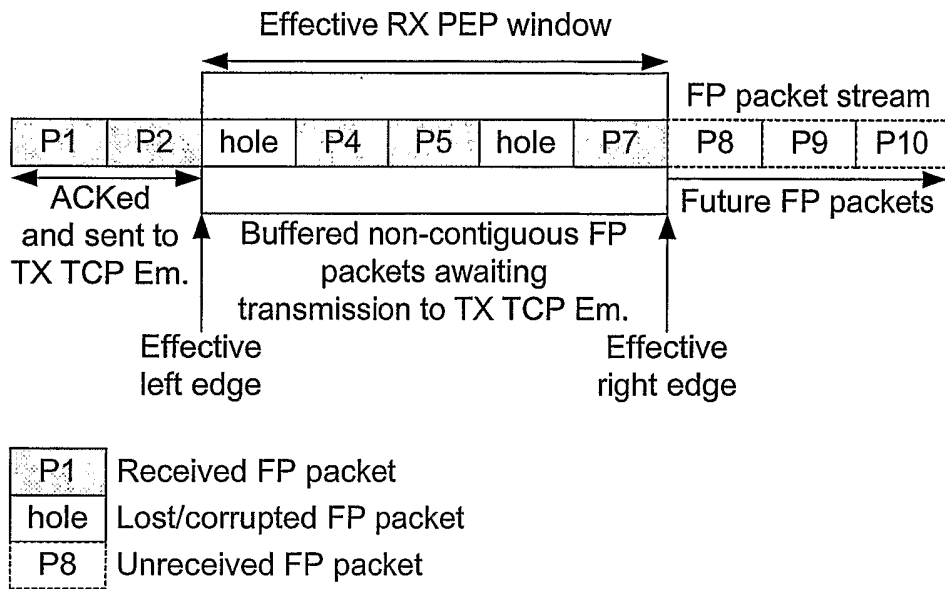 Effective RX PEP window
FP packet stream
P1 P2 hole P4 P5 hole P7 P8 P9 P10
ACKed
and sent to
TX TCP Em.
Buffered non-contiguous FP
packets awaiting
transmission to TX TCP Em.
Future FP packets
Effective
left edge
Effective
right edge
P1 Received FP packet
hole Lost/corrupted FP packet
P8 Unreceived FP packet